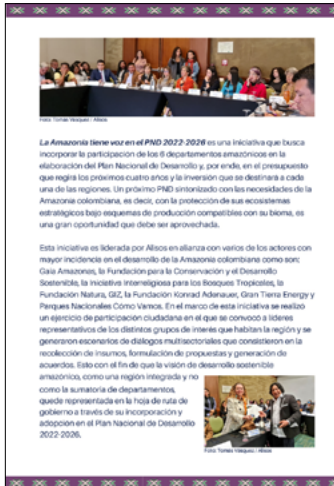 Foto: Tomás Vásquez / Alisos
La Amazonía tiene voz en el PND 2022-2026 es una iniciativa que busca
incorporar la participación de los 6 departamentos amazónicos en la
elaboración del Plan Nacional de Desarrollo y, por ende, en el presupuesto
que regirá los próximos cuatro años y la inversión que se destinará a cada
una de las regiones. Un próximo PND sintonizado con las necesidades de la
Amazonía colombiana, es decir, con la protección de sus ecosistemas
estratégicos bajo esquemas de producción compatibles con su bioma, es
una gran oportunidad que debe ser aprovechada.
Esta iniciativa es liderada por Alisos en alianza con varios de los actores con
mayor incidencia en el desarrollo de la Amazonía colombiana como son:
Gaia Amazonas, la Fundación para la Conservación y el Desarrollo
Sostenible, la Iniciativa Interreligiosa para los Bosques Tropicales, la
Fundación Natura, GIZ, la Fundación Konrad Adenauer, Gran Tierra Energy y
Parques Nacionales Cómo Vamos. En el marco de esta iniciativa se realizó
un ejercicio de participación ciudadana en el que se convocó a líderes
representativos de los distintos grupos de interés que habitan la región y se
generaron escenarios de diálogos multisectoriales que consistieron en la
recolección de insumos, formulación de propuestas y generación de
acuerdos. Esto con el fin de que la visión de desarrollo sostenible
amazónico, como una región integrada y no
como la sumatoria de departamentos,
quede representada en la hoja de ruta de
gobierno a través de su incorporación y
adopción en el Plan Nacional de Desarrollo
2022-2026.
Foto: Tomás Vásquez / Alisos